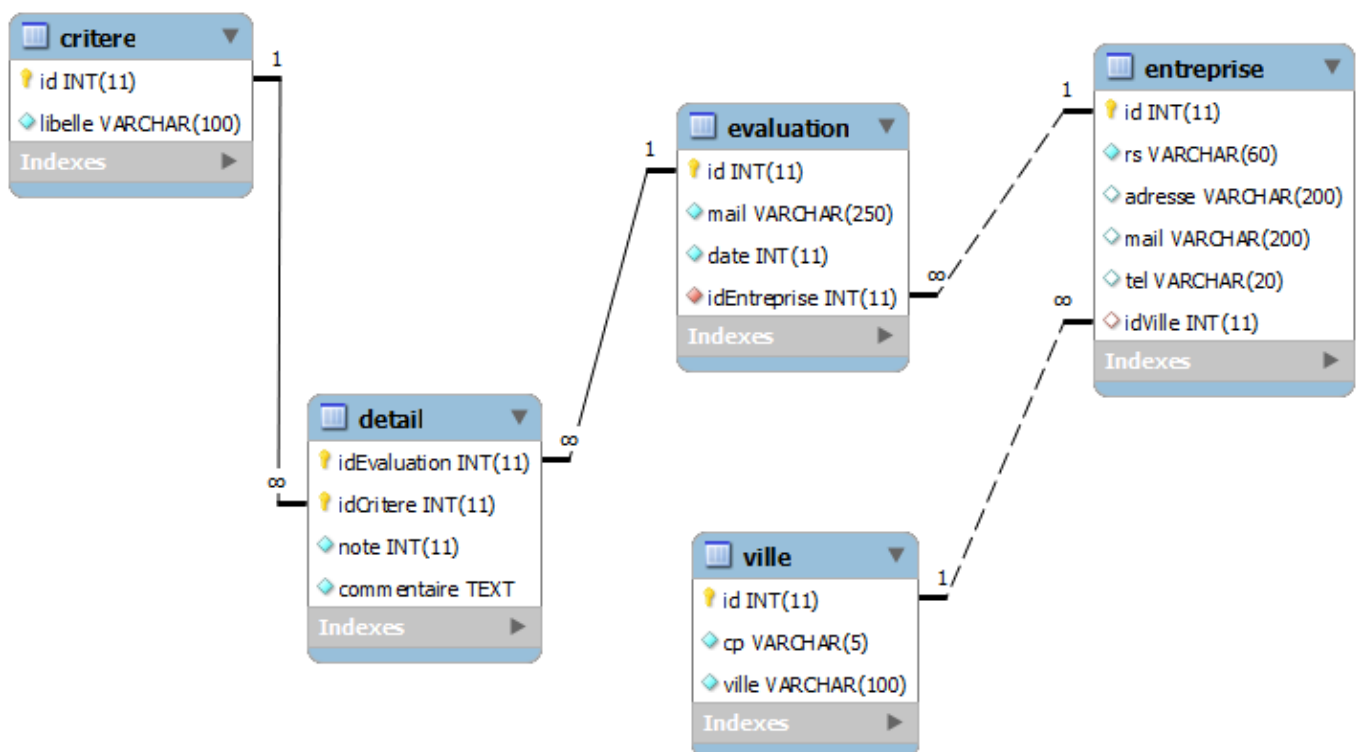 critere
id INT(11)
libelle VARCHAR(100)
Indexes
1
∞
detail
idEvaluation INT(11)
idCritere INT(11)
note INT(11)
commentaire TEXT
Indexes
1
∞
evaluation
id INT(11)
mail VARCHAR(250)
date INT(11)
idEntreprise INT(11)
Indexes
1
∞
entreprise
id INT(11)
rs VARCHAR(60)
adresse VARCHAR(200)
mail VARCHAR(200)
tel VARCHAR(20)
idVille INT(11)
Indexes
∞
1
ville
id INT(11)
cp VARCHAR(5)
ville VARCHAR(100)
Indexes